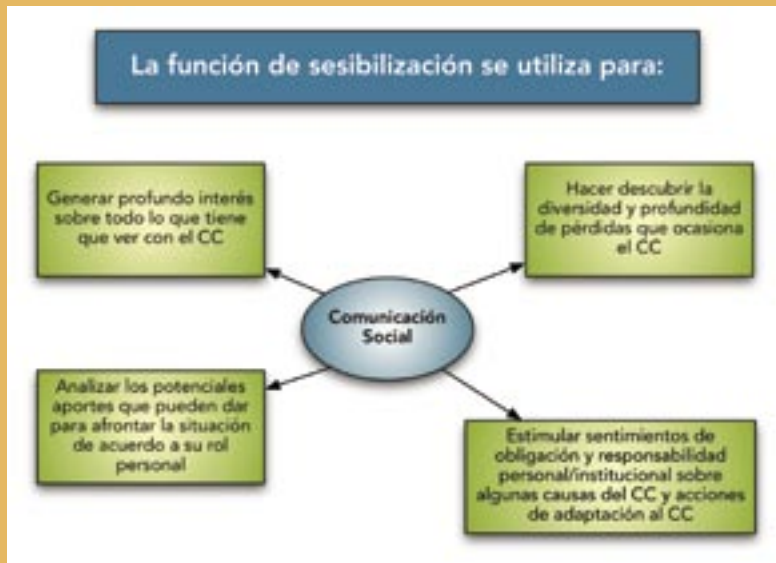 La función de sesibilización se utiliza para:
Generar profundo interés
sobre todo lo que tiene
que ver con el CC
Hacer descubrir la
diversidad y profundidad
de pérdidas que ocasiona
el CC
Comunicación
Social
Analizar los potenciales
aportes que pueden dar
para afrontar la situación
de acuerdo a su rol
personal
Estimular sentimientos de
obligación y responsabilidad
personal/institucional sobre
algunas causas del CC y acciones
de adaptación al CC